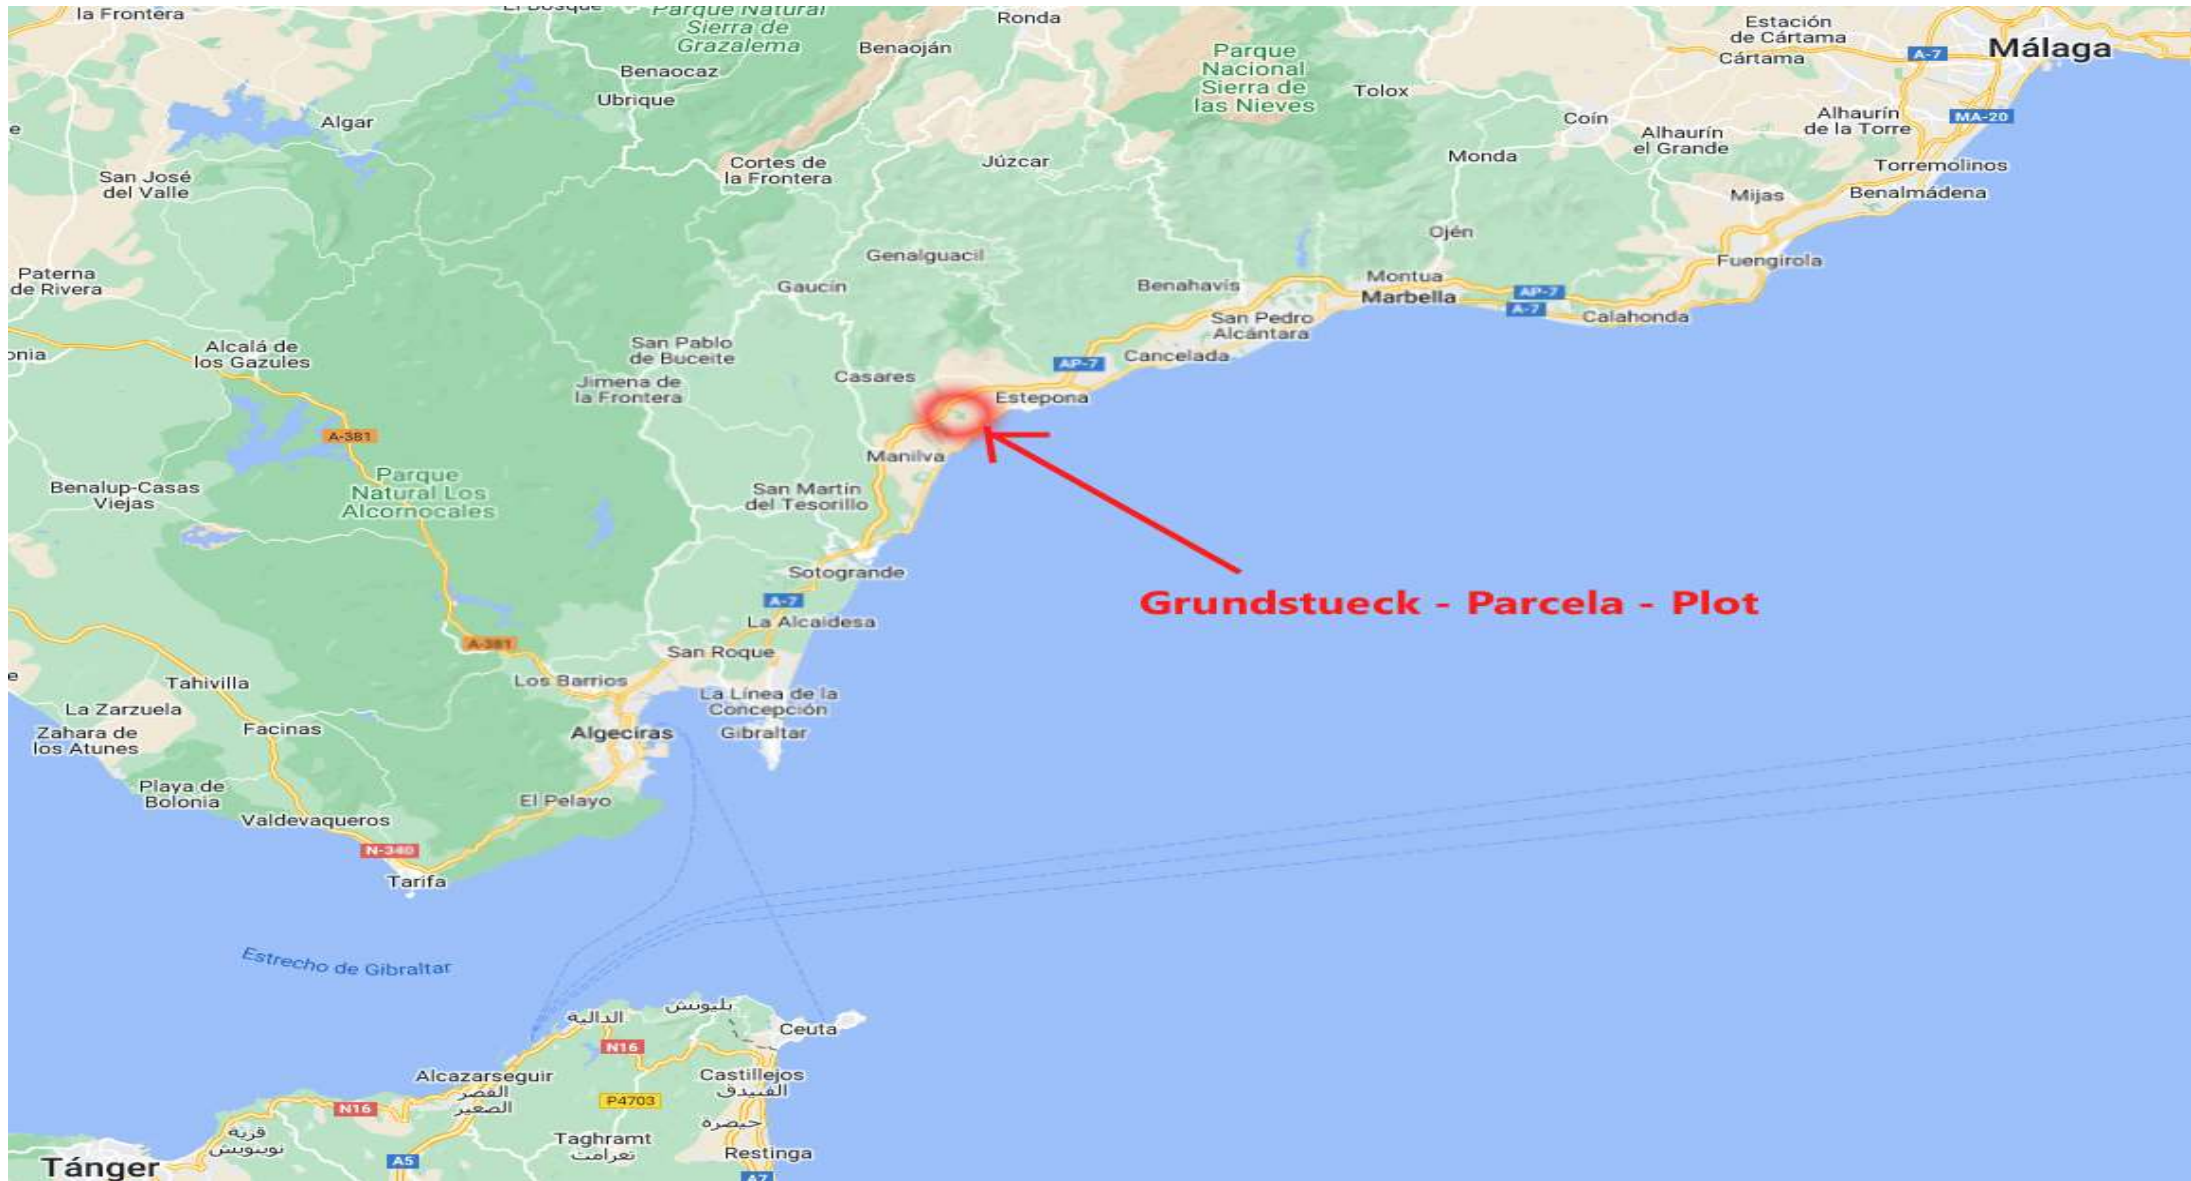 la Frontera
El Bosque
Parque Natural
Sierra de
Grazalema
Benaoján
Ronda
Estación
de Cártama
Cártama
A-7
Málaga
Benaocaz
Ubrique
Parque
Nacional
Sierra de
las Nieves
Tolox
Algar
Coín
Alhaurín
el Grande
Alhaurín
de la Torre
MA-20
San José
del Valle
Cortes de
la Frontera
Júzcar
Monda
Torremolinos
Mijas
Benalmádena
Ojén
Genalguacil
Fuengirola
Paterna
de Rivera
Gaucín
Benahavís
Montua
Marbella
AP-7
A-7
Calahonda
San Pedro
Alcántara
onia
Alcalá de
los Gazules
San Pablo
de Buceite
AP-7
Cancelada
Jimena de
la Frontera
Casares
Estepona
A-381
Manilva
Benalup-Casas
Viejas
Parque
Natural Los
Alcornocales
San Martín
del Tesorillo
Sotogrande
A-7
Grundstueck - Parcela - Plot
La Alcaidesa
A-381
San Roque
Tahivilla
Los Barrios
La Línea de la
Concepción
La Zarzuela
Zahara de
los Atunes
Facinas
Algeciras
Gibraltar
Playa de
Bolonia
El Pelayo
Valdevaqueros
N-340
Tarifa
Estrecho de Gibraltar
بليونش
الدالية
Ceuta
N16
Alcazarseguir
القصر
الصغير
Castillejos
الفنيدق
N16
P4703
حيضرة
قرية
نوينويش
Taghramt
تغرامت
Restinga
Tánger
A5
A7